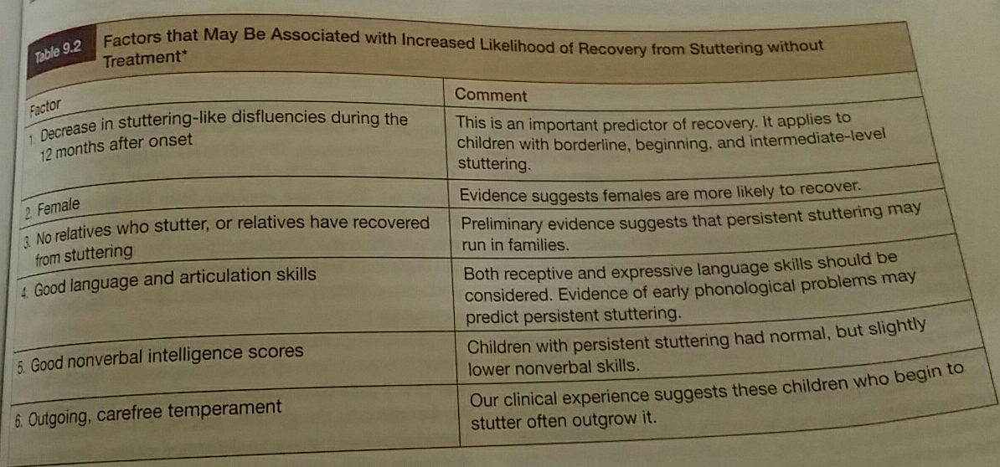 Table 9.2
Factors that May Be Associated with Increased Likelihood of Recovery from Stuttering without
Treatment*
Factor
Comment
1. Decrease in stuttering-like disfluencies during the
12 months after onset
This is an important predictor of recovery. It applies to
children with borderline, beginning, and intermediate-level
stuttering.
2. Female
Evidence suggests females are more likely to recover.
3. No relatives who stutter, or relatives have recovered
from stuttering
Preliminary evidence suggests that persistent stuttering may
run in families.
4. Good language and articulation skills
Both receptive and expressive language skills should be
considered. Evidence of early phonological problems may
predict persistent stuttering.
5. Good nonverbal intelligence scores
Children with persistent stuttering had normal, but slightly
lower nonverbal skills.
6. Outgoing, carefree temperament
Our clinical experience suggests these children who begin to
stutter often outgrow it.